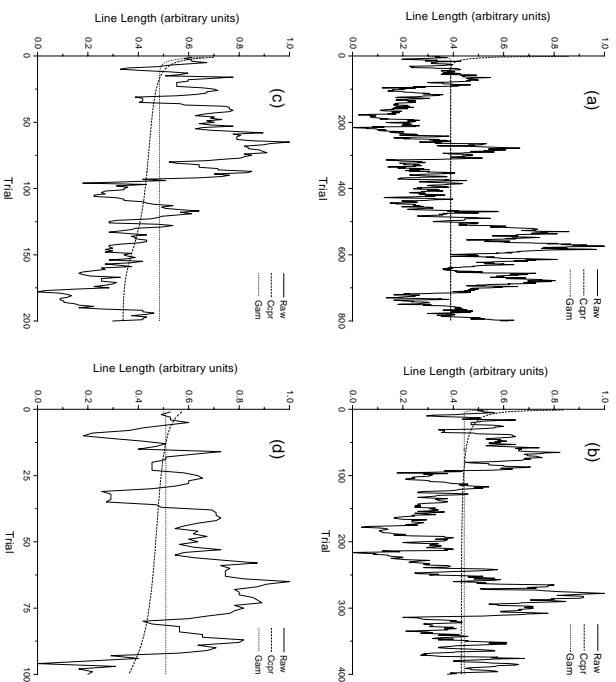 (a)
Raw
Ccpr
Gam
Line Length (arbitrary units)
1.0
0.8
0.6
0.4
0.2
0.0
0 200 400 600 800
Trial
(b)
Raw
Ccpr
Gam
Line Length (arbitrary units)
1.0
0.8
0.6
0.4
0.2
0.0
0 100 200 300 400
Trial
(c)
Raw
Ccpr
Gam
Line Length (arbitrary units)
1.0
0.8
0.6
0.4
0.2
0.0
0 50 100 150 200
Trial
(d)
Raw
Ccpr
Gam
Line Length (arbitrary units)
1.0
0.8
0.6
0.4
0.2
0.0
0 25 50 75 100
Trial